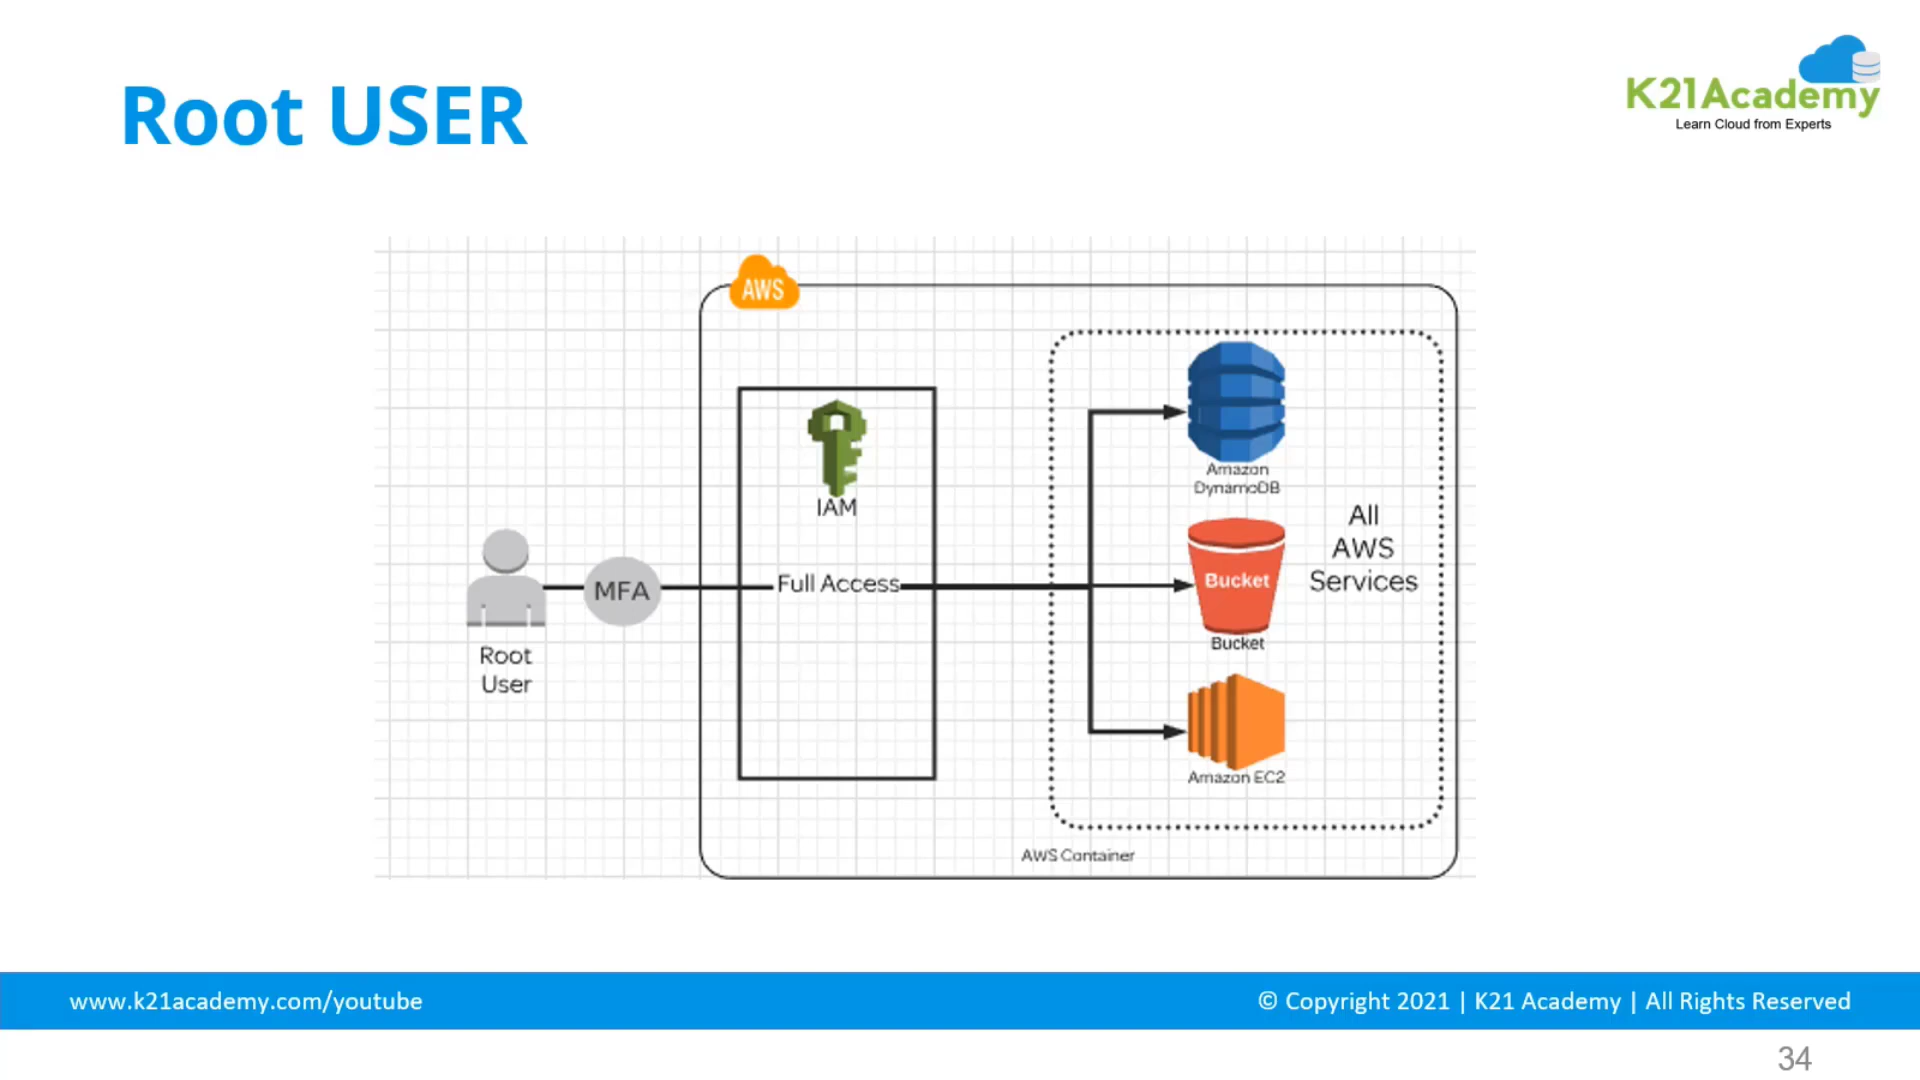 Root USER
K21Academy
Learn Cloud from Experts
AWS
IAM
Full Access
MFA
Root
User
Amazon
DynamoDB
Bucket
Bucket
Amazon EC2
All
AWS
Services
AWS Container
www.k21academy.com/youtube
© Copyright 2021 | K21 Academy | All Rights Reserved
34